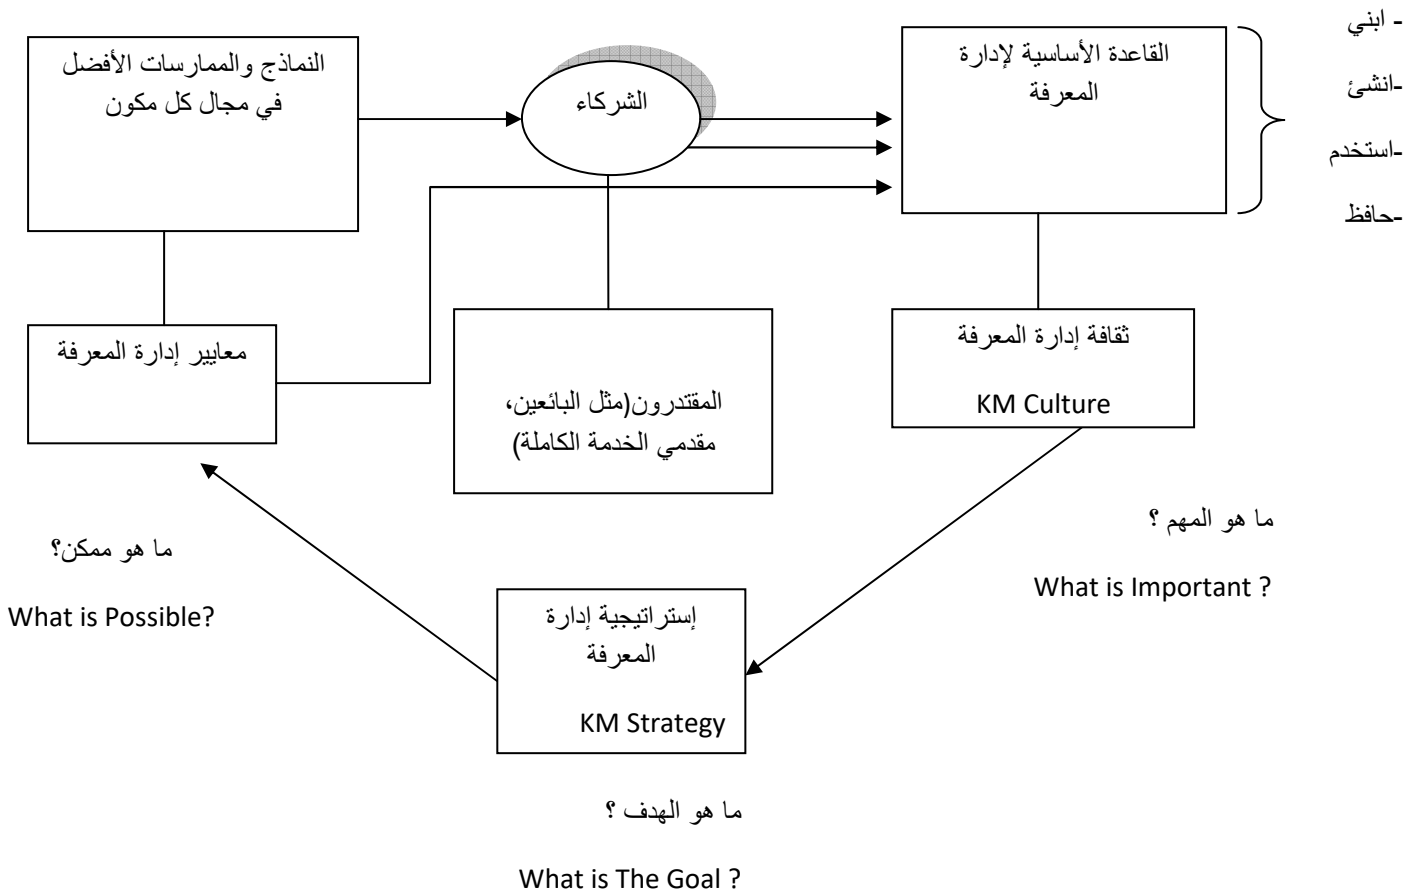 - ابني
-انشئ
-استخدم
-حافظ
القاعدة الأساسية لإدارة
المعرفة
الشركاء
النماذج والممارسات الأفضل
في مجال كل مكون
ثقافة إدارة المعرفة
KM Culture
المقتدرون(مثل البائعين،
مقدمي الخدمة الكاملة)
معايير إدارة المعرفة
ما هو المهم ؟
What is Important ?
ما هو ممكن؟
What is Possible?
إستراتيجية إدارة
المعرفة
KM Strategy
ما هو الهدف ؟
What is The Goal ?